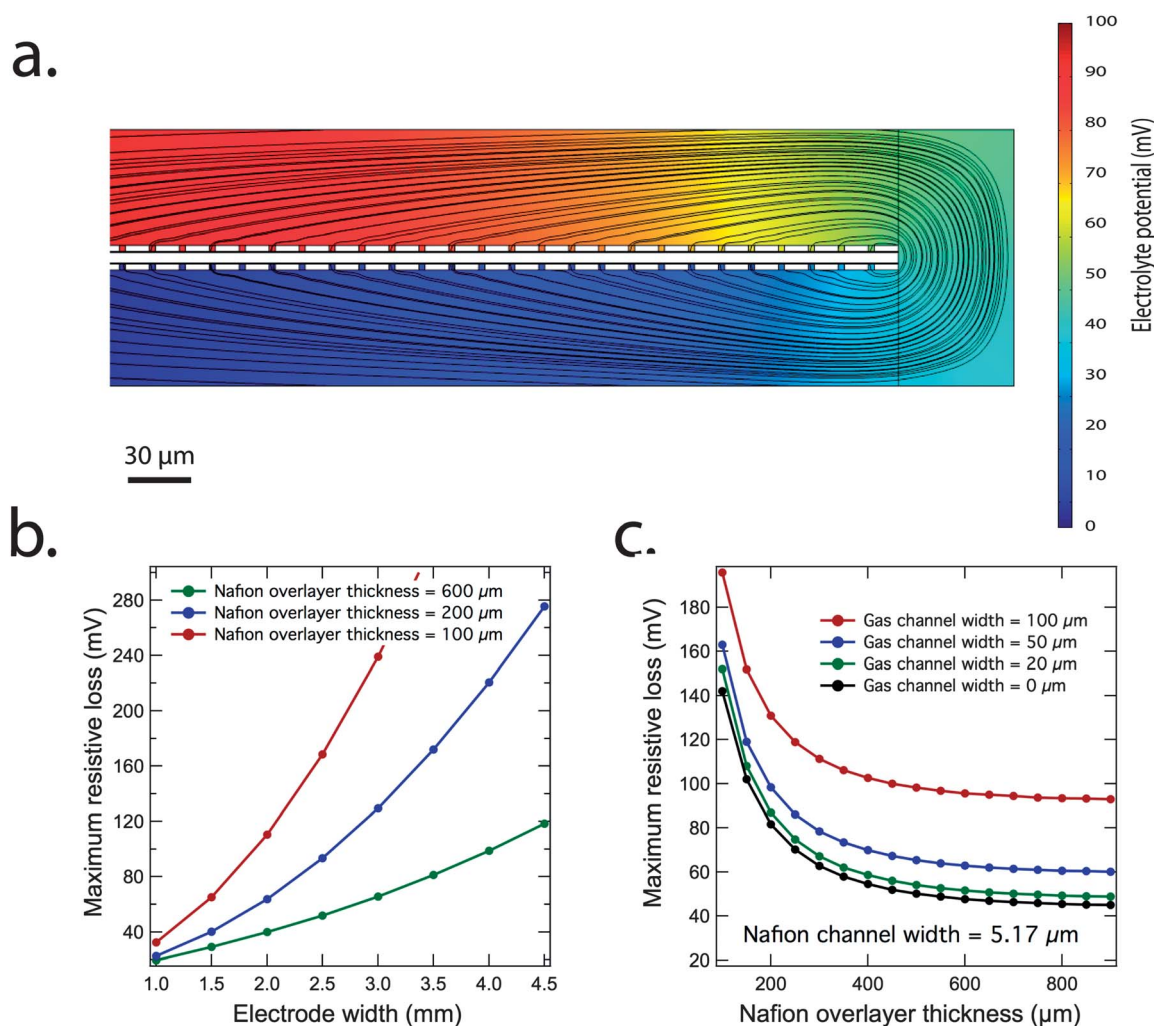 a.
100
90
80
70
60
50
40
30
20
10
0
Electrolyte potential (mV)
30 µm
b.
Maximum resistive loss (mV)
280
240
200
160
120
80
40
Nafion overlayer thickness = 600 µm
Nafion overlayer thickness = 200 µm
Nafion overlayer thickness = 100 µm
1.0 1.5 2.0 2.5 3.0 3.5 4.0 4.5
Electrode width (mm)
c.
Maximum resistive loss (mV)
180
160
140
120
100
80
60
40
20
Gas channel width = 100 µm
Gas channel width = 50 µm
Gas channel width = 20 µm
Gas channel width = 0 µm
Nafion channel width = 5.17 µm
200 400 600 800
Nafion overlayer thickness (µm)